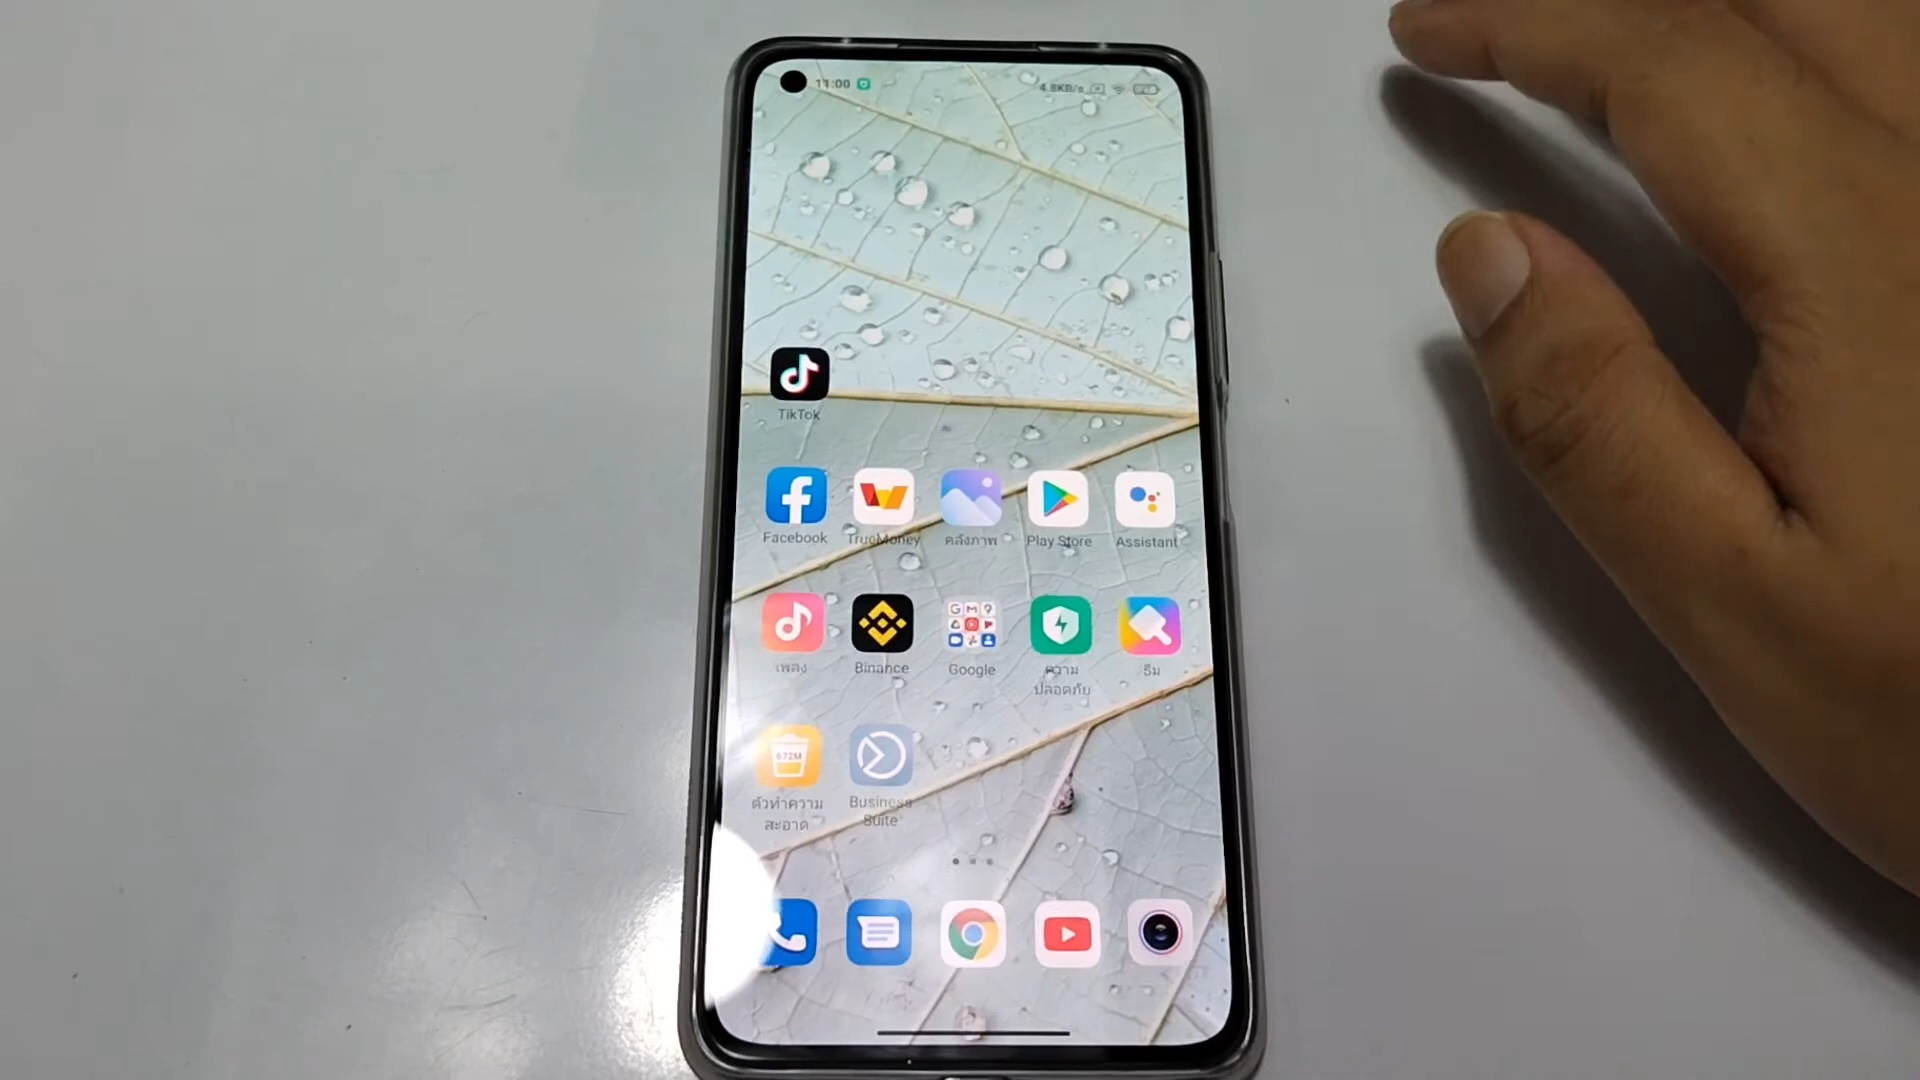 11:00
4.8KB/s
TikTok
Facebook TrueMoney คลังภาพ Play Store Assistant
เพลง Binance Google ความ ธีม
ปลอดภัย
672M
ตัวทำความ Business
สะอาด Suite